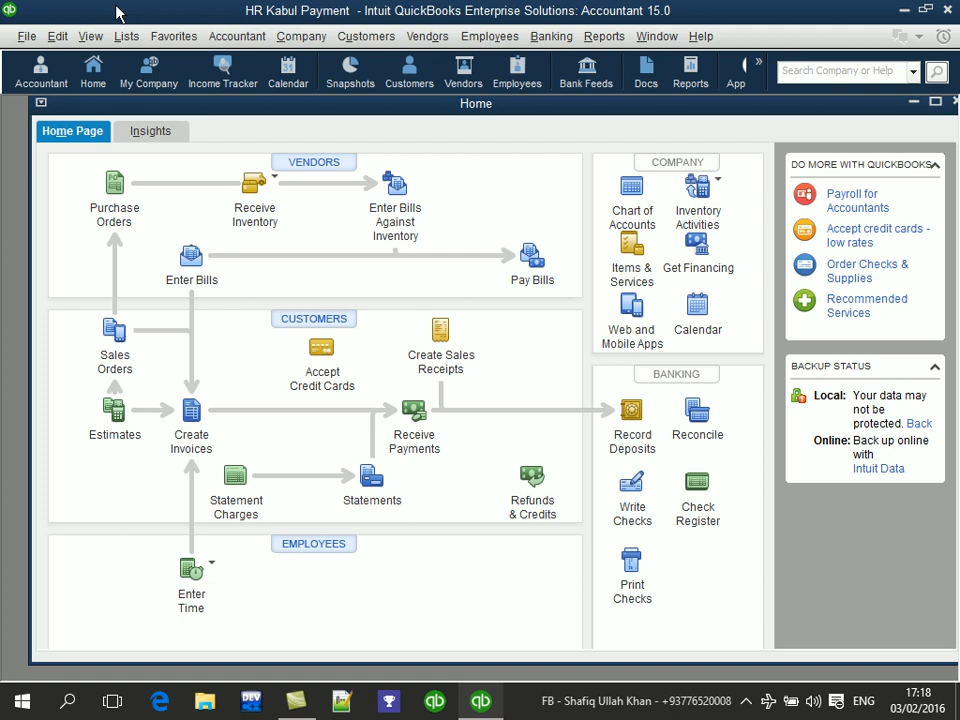 qb
HR Kabul Payment - Intuit QuickBooks Enterprise Solutions: Accountant 15.0
File Edit View Lists Favorites Accountant Company Customers Vendors Employees Banking Reports Window Help
Accountant Home My Company Income Tracker Calendar Snapshots Customers Vendors Employees Bank Feeds Docs Reports App »
Search Company or Help
Home
Home Page Insights
VENDORS
Purchase
Orders
Receive
Inventory
Enter Bills
Against
Inventory
Enter Bills
Pay Bills
CUSTOMERS
Sales
Orders
Accept
Credit Cards
Create Sales
Receipts
Estimates
Create
Invoices
Receive
Payments
Statement
Charges
Statements
Refunds
& Credits
EMPLOYEES
Enter
Time
COMPANY
Chart of
Accounts
Inventory
Activities
Items &
Services
Get Financing
Web and
Mobile Apps
Calendar
BANKING
Record
Deposits
Reconcile
Write
Checks
Check
Register
Print
Checks
DO MORE WITH QUICKBOOKS
Payroll for
Accountants
Accept credit cards -
low rates
Order Checks &
Supplies
Recommended
Services
BACKUP STATUS
Local: Your data may
not be
protected. Back
Online: Back up online
with
Intuit Data
DEV
qb
qb
FB - Shafiq Ullah Khan - +93776520008
ENG
17:18
03/02/2016